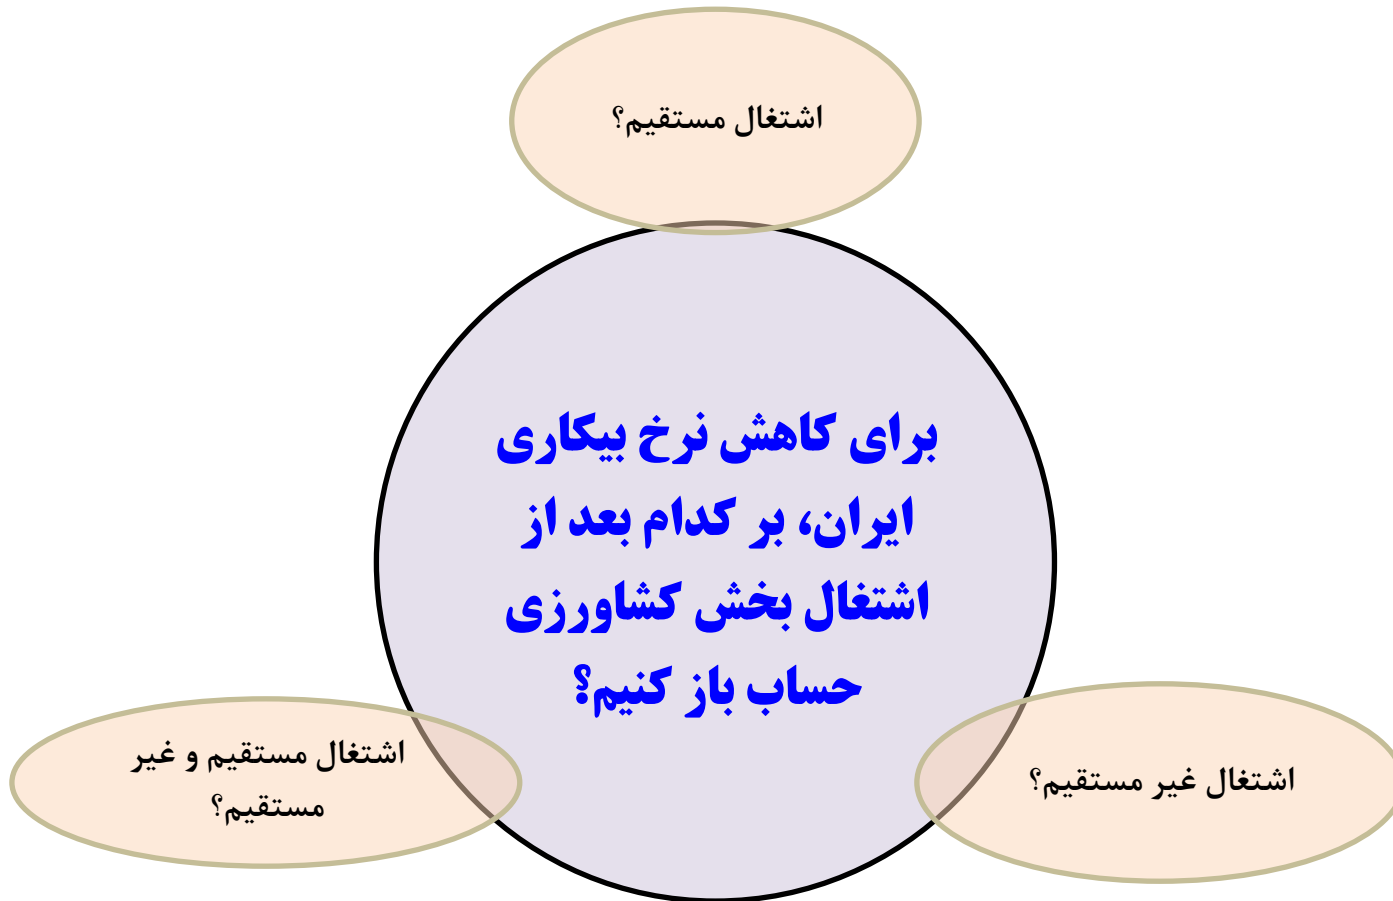 اشتغال مستقیم؟
برای کاهش نرخ بیکاری
ایران، بر کدام بعد از
اشتغال بخش کشاورزی
حساب باز کنیم؟
اشتغال غیر مستقیم؟
اشتغال مستقیم و غیر
مستقیم؟